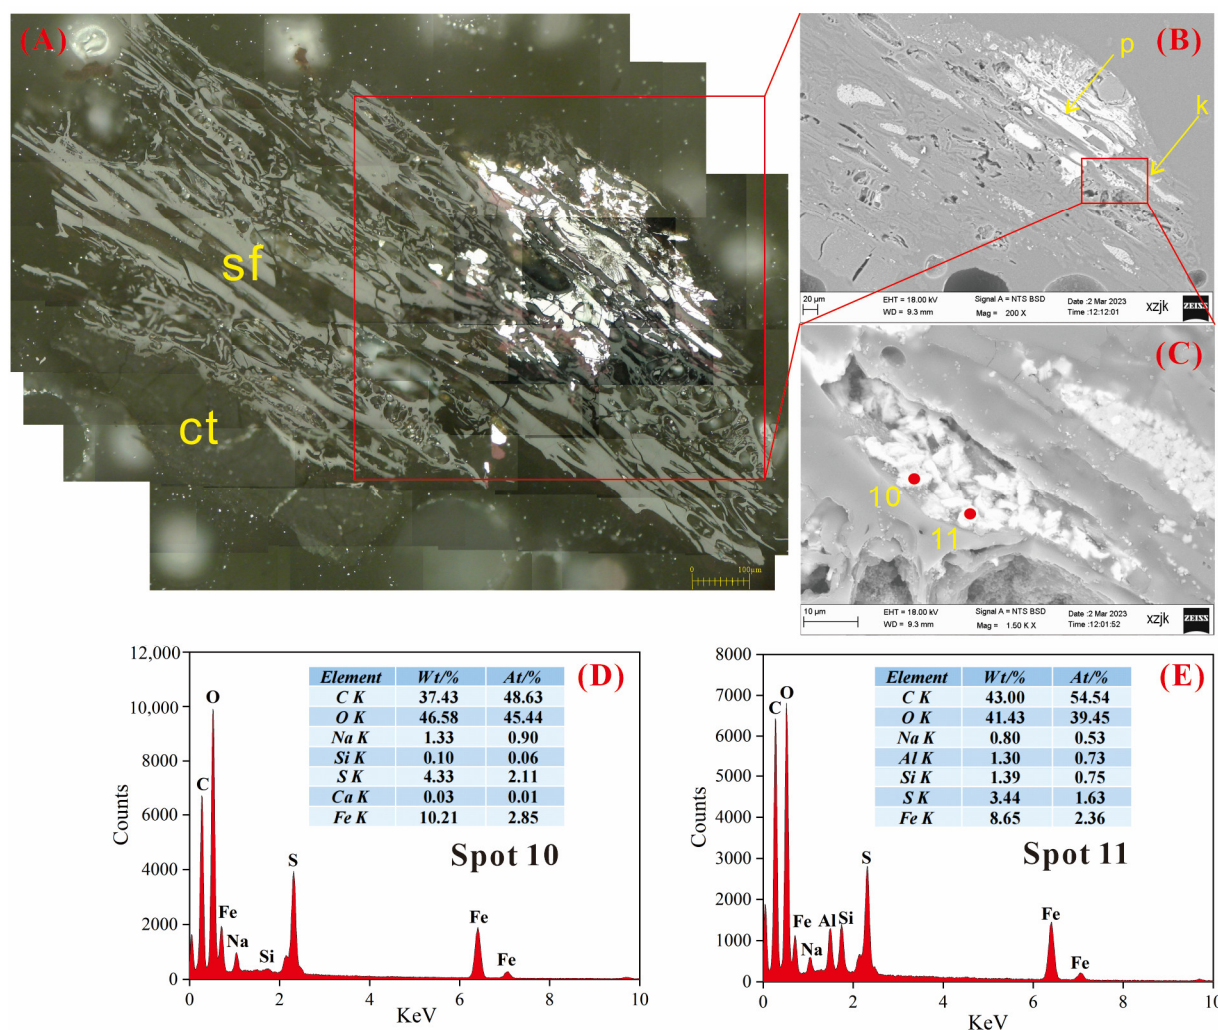 (A)
sf
ct
0 100μm
(B)
p
k
20 μm
EHT = 18.00 kV
Signal A = NTS BSD
Date :2 Mar 2023
WD = 9.3 mm
Mag = 200 X
Time :12:12:01
xzjk
ZEISS
(C)
10
11
10 μm
EHT = 18.00 kV
Signal A = NTS BSD
Date :2 Mar 2023
WD = 9.3 mm
Mag = 1.50 K X
Time :12:01:52
xzjk
ZEISS
(D)
Element Wt/% At/%
C K 37.43 48.63
O K 46.58 45.44
Na K 1.33 0.90
Si K 0.10 0.06
S K 4.33 2.11
Ca K 0.03 0.01
Fe K 10.21 2.85
Spot 10
12,000
10,000
8000
6000
4000
2000
0
Counts
C
O
Fe
Na
Si
S
Fe
Fe
0 2 4 6 8 10
KeV
(E)
Element Wt/% At/%
C K 43.00 54.54
O K 41.43 39.45
Na K 0.80 0.53
Al K 1.30 0.73
Si K 1.39 0.75
S K 3.44 1.63
Fe K 8.65 2.36
Spot 11
8000
7000
6000
5000
4000
3000
2000
1000
0
Counts
C
O
Fe
Na
Al
Si
S
Fe
Fe
0 2 4 6 8 10
KeV